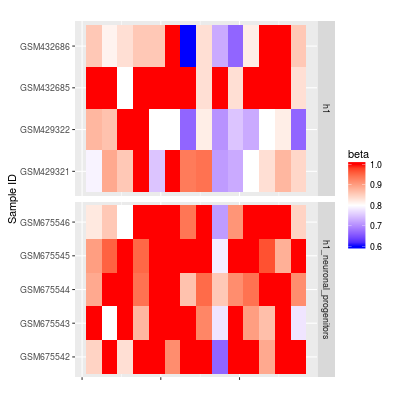 GSM432686
GSM432685
GSM429322
GSM429321
h1
GSM675546
GSM675545
GSM675544
GSM675543
GSM675542
h1_neuronal_progenitors
Sample ID
beta
1.0
0.9
0.8
0.7
0.6